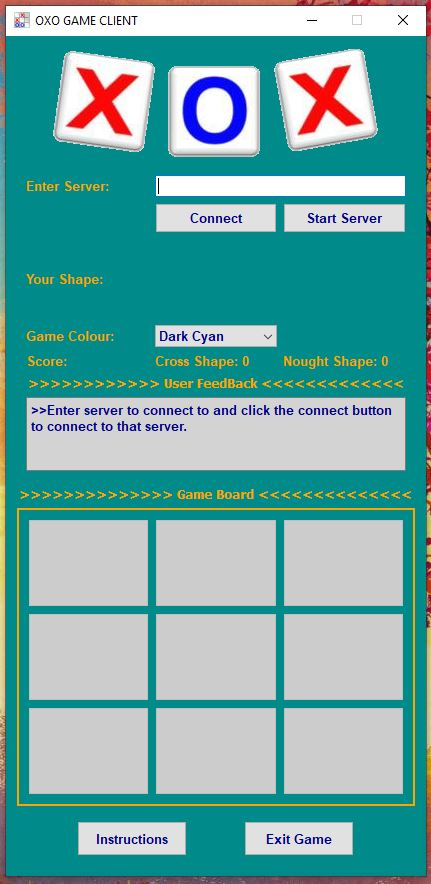 OXO GAME CLIENT
X O X
Enter Server:
Connect Start Server
Your Shape:
Game Colour: Dark Cyan
Score: Cross Shape: 0 Nought Shape: 0
>>>>>>>>>>>> User FeedBack <<<<<<<<<<<<<
>>Enter server to connect to and click the connect button
to connect to that server.
>>>>>>>>>>>>>> Game Board <<<<<<<<<<<<<<
Instructions Exit Game